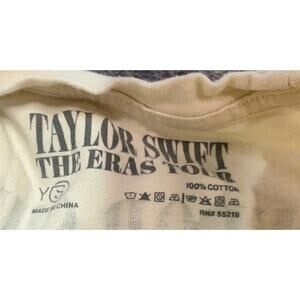 TAYLOR SWIFT
THE ERAS TOUR
100% COTTON
MADE IN CHINA
RN# 55219